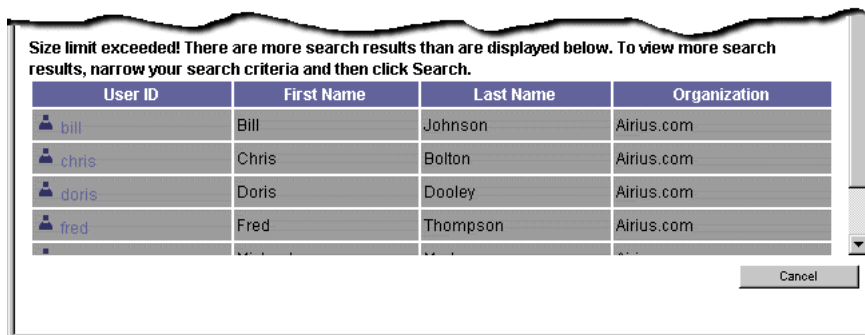 Size limit exceeded! There are more search results than are displayed below. To view more search
results, narrow your search criteria and then click Search.
User ID First Name Last Name Organization
bill Bill Johnson Airius.com
chris Chris Bolton Airius.com
doris Doris Dooley Airius.com
fred Fred Thompson Airius.com
Cancel